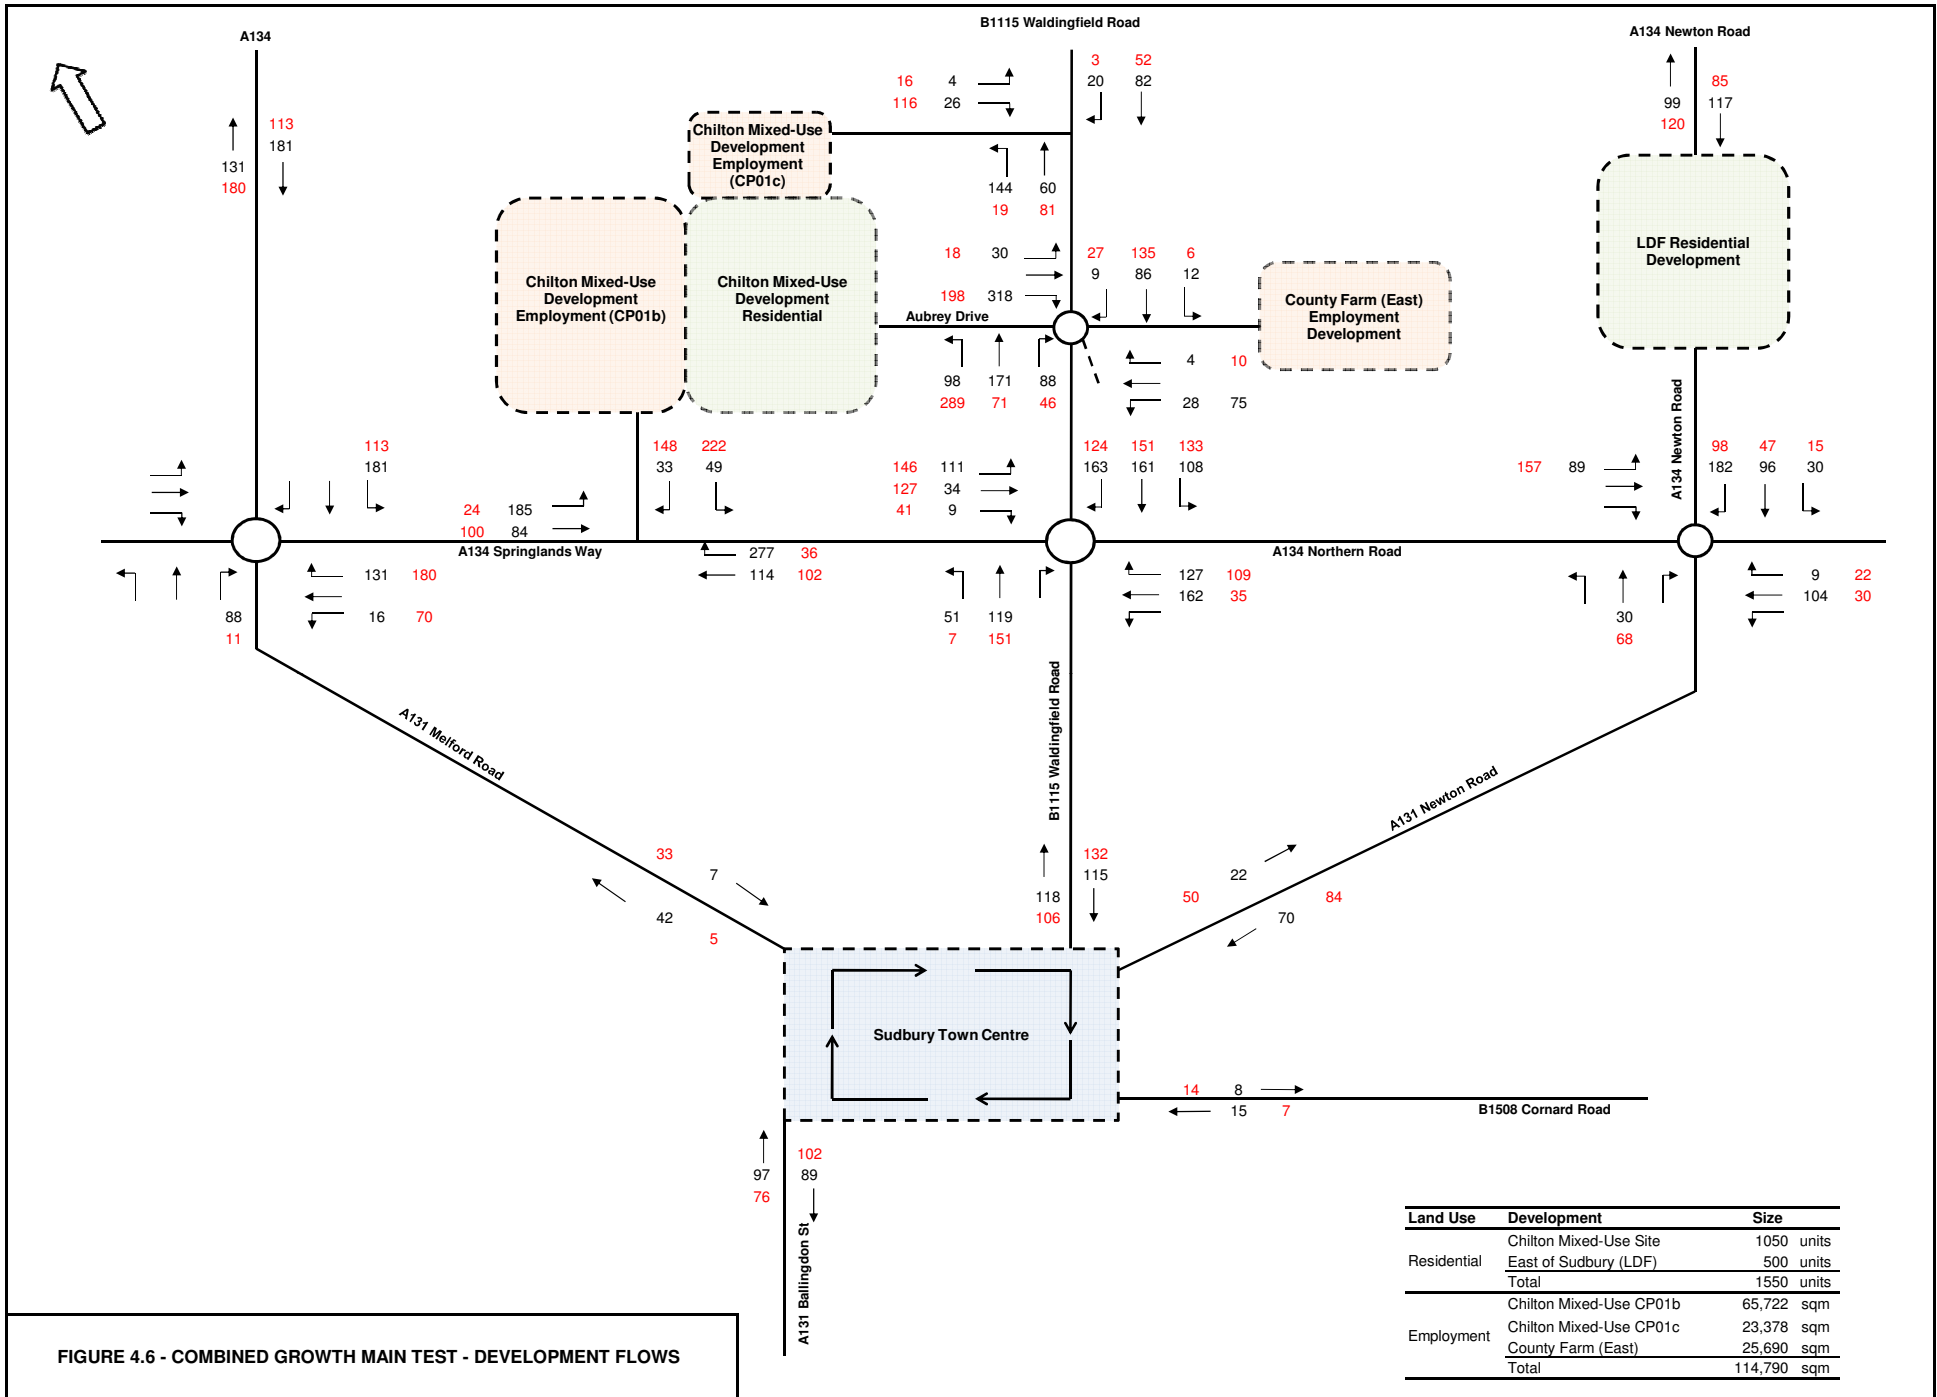 B1115 Waldingfield Road
A134
A134 Newton Road
3 52
20 82
16 4
116 26
85
99 117
120
113
181
131
180
Chilton Mixed-Use
Development
Employment
(CP01c)
144 60
19 81
Chilton Mixed-Use
Development
Employment (CP01b)
Chilton Mixed-Use
Development
Residential
18 30
198 318
27 135 6
9 86 12
Aubrey Drive
County Farm (East)
Employment
Development
LDF Residential
Development
98 171 88
289 71 46
4 10
28 75
A134 Newton Road
113
181
148 222
33 49
146 111
127 34
41 9
124 151 133
163 161 108
157 89
98 47 15
182 96 30
24 185
100 84
A134 Springlands Way
A134 Northern Road
277 36
114 102
131 180
16 70
88
11
51 119
7 151
127 109
162 35
30
68
9 22
104 30
A131 Melford Road
B1115 Waldingfield Road
A131 Newton Road
33
7
42
5
132
115
118
106
22
50 84
70
Sudbury Town Centre
14 8
15 7
B1508 Cornard Road
102
97 89
76
A131 Ballingdon St
Land Use Development Size
Chilton Mixed-Use Site 1050 units
Residential East of Sudbury (LDF) 500 units
Total 1550 units
Chilton Mixed-Use CP01b 65,722 sqm
Employment Chilton Mixed-Use CP01c 23,378 sqm
County Farm (East) 25,690 sqm
Total 114,790 sqm
FIGURE 4.6 - COMBINED GROWTH MAIN TEST - DEVELOPMENT FLOWS